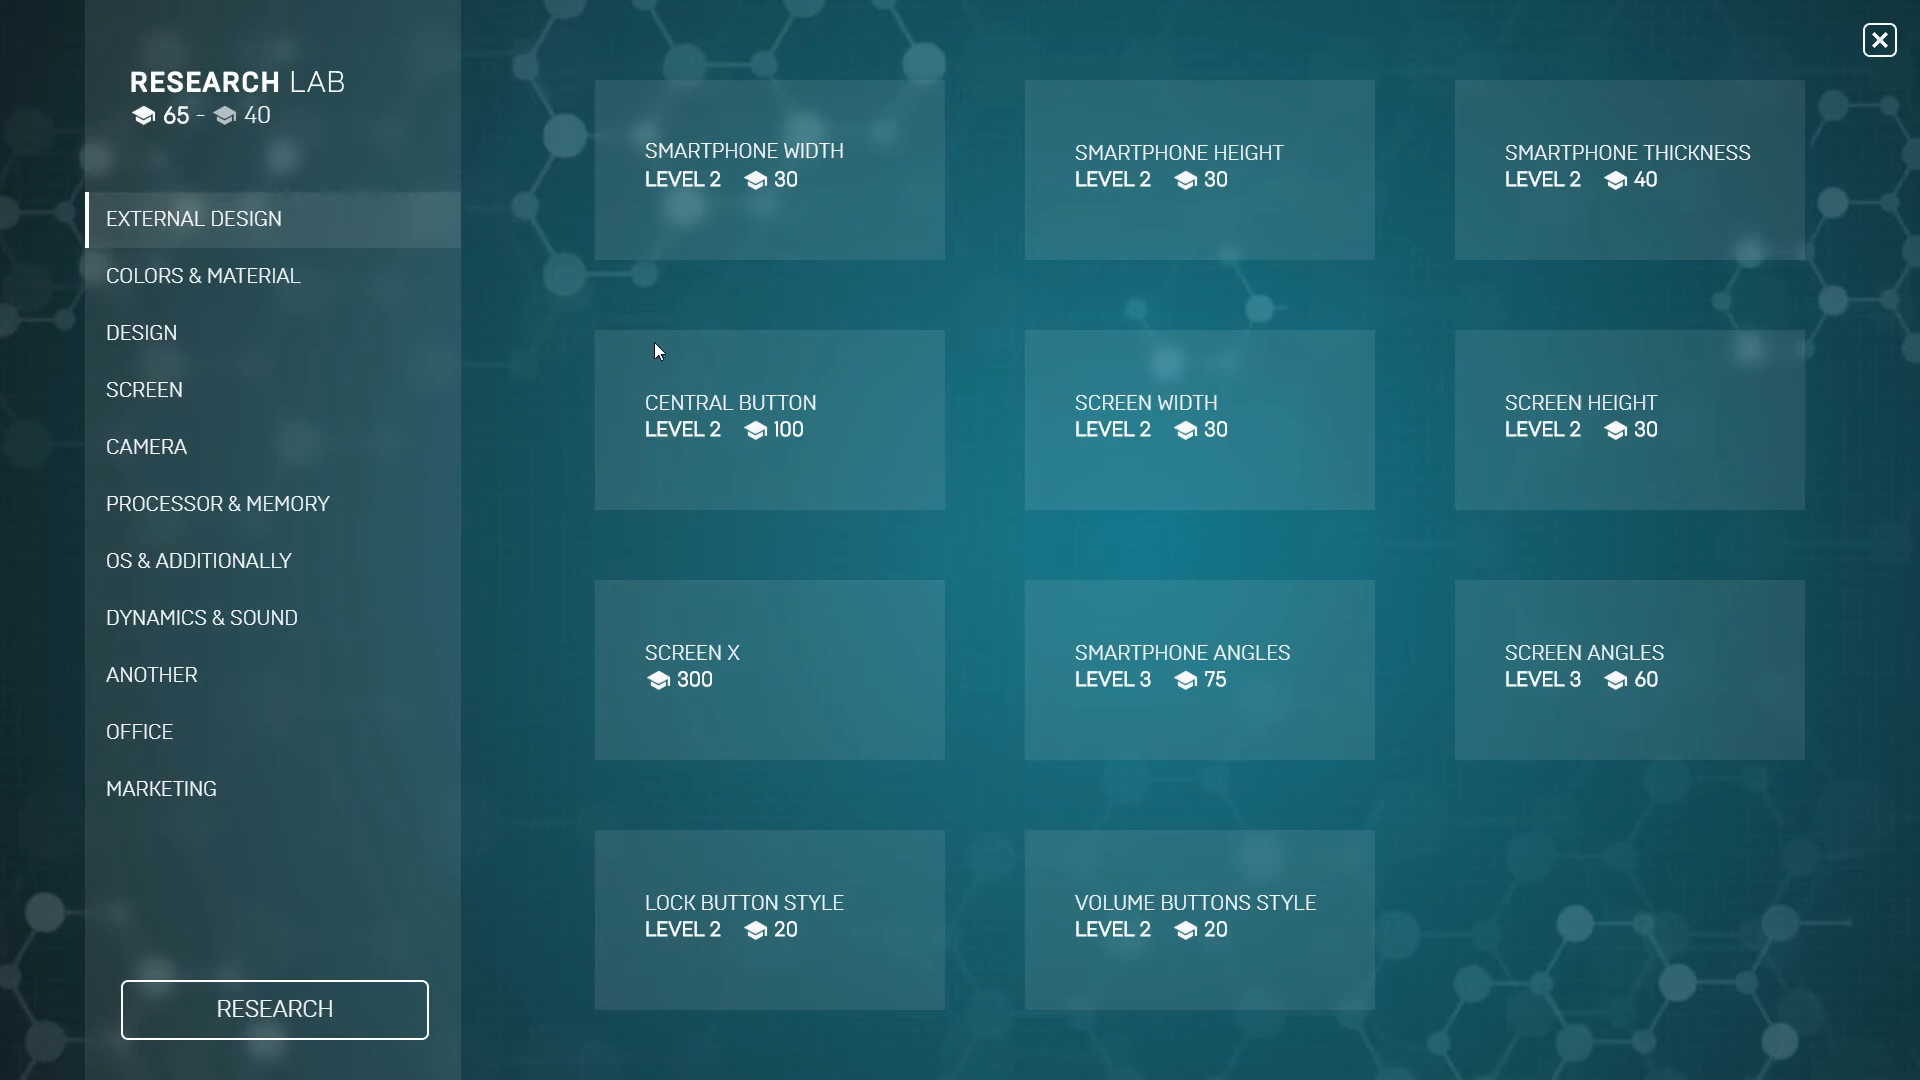 RESEARCH LAB
65 - 40
EXTERNAL DESIGN
COLORS & MATERIAL
DESIGN
SCREEN
CAMERA
PROCESSOR & MEMORY
OS & ADDITIONALLY
DYNAMICS & SOUND
ANOTHER
OFFICE
MARKETING
RESEARCH
SMARTPHONE WIDTH
LEVEL 2 30
SMARTPHONE HEIGHT
LEVEL 2 30
SMARTPHONE THICKNESS
LEVEL 2 40
CENTRAL BUTTON
LEVEL 2 100
SCREEN WIDTH
LEVEL 2 30
SCREEN HEIGHT
LEVEL 2 30
SCREEN X
300
SMARTPHONE ANGLES
LEVEL 3 75
SCREEN ANGLES
LEVEL 3 60
LOCK BUTTON STYLE
LEVEL 2 20
VOLUME BUTTONS STYLE
LEVEL 2 20